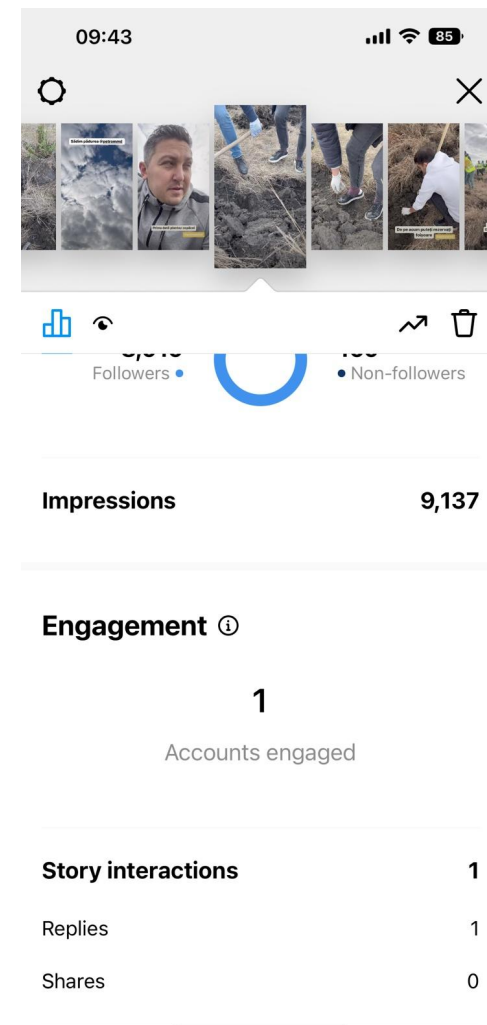 09:43
85
Followers
Non-followers
Impressions 9,137
Engagement
1
Accounts engaged
Story interactions 1
Replies 1
Shares 0